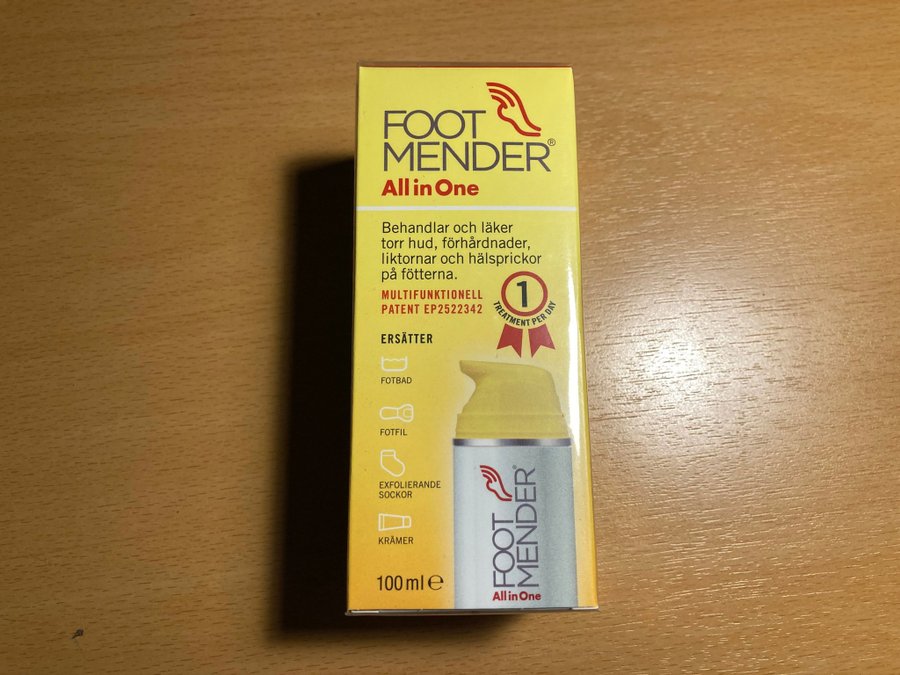 FOOT
MENDER®
All in One
Behandlar och läker
torr hud, förhårdnader,
liktornar och hälsprickor
på fötterna.
MULTIFUNKTIONELL
PATENT EP2522342
1
TREATMENT PER DAY
ERSÄTTER
FOTBAD
FOTFIL
EXFOLIERANDE
SOCKOR
KRÄMER
100 ml ℮
FOOT
MENDER®
All in One